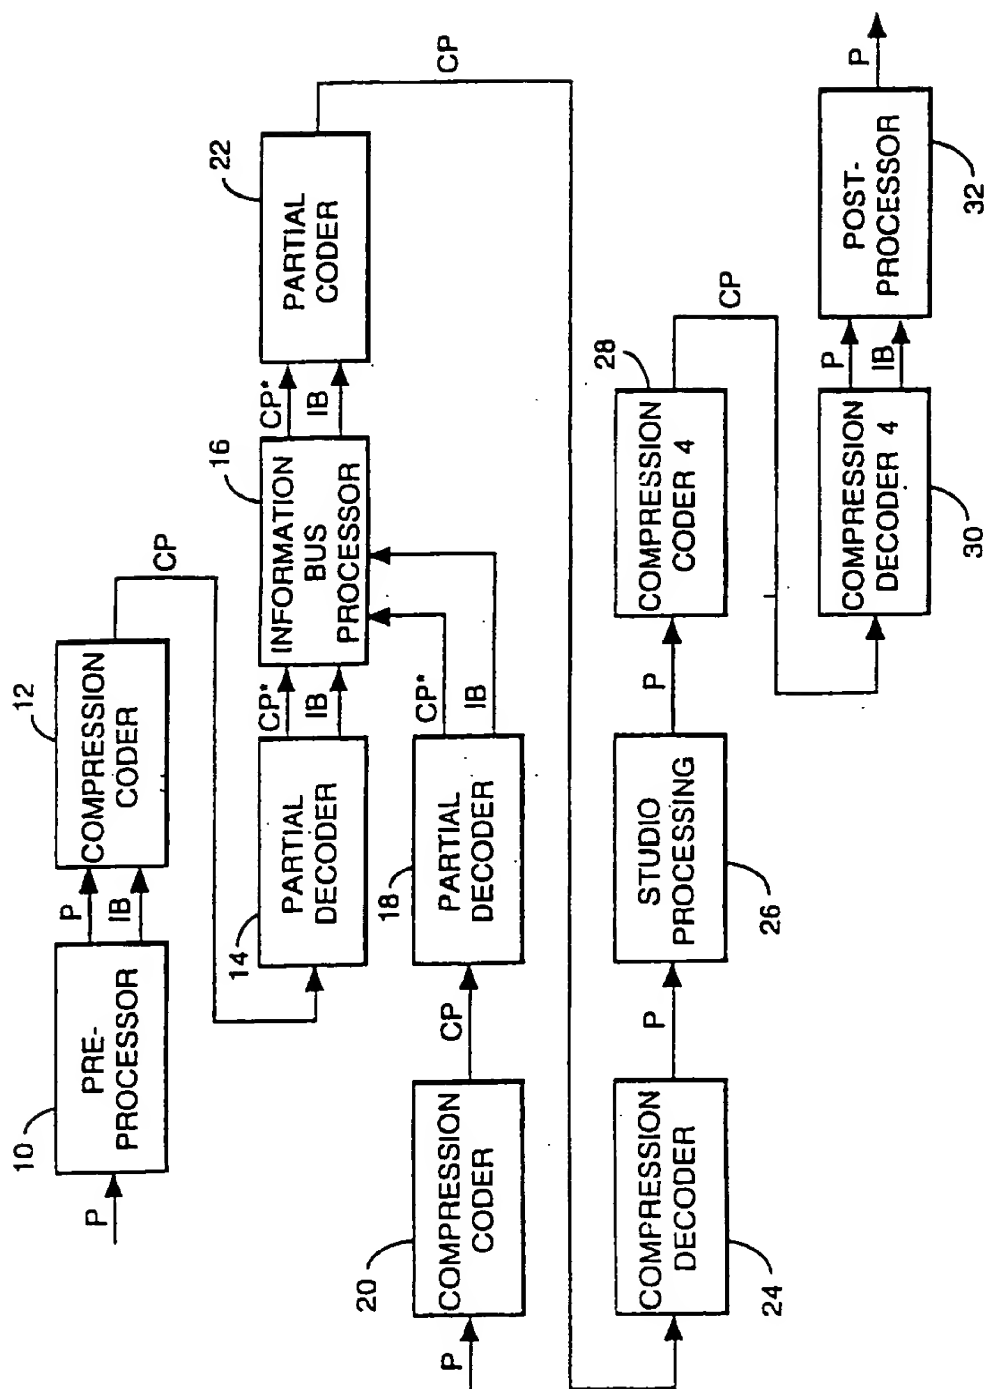 P
10
PRE-
PROCESSOR
P
IB
12
COMPRESSION
CODER
CP
14
PARTIAL
DECODER
CP*
IB
16
INFORMATION
BUS
PROCESSOR
CP*
IB
22
PARTIAL
CODER
CP
P
20
COMPRESSION
CODER
CP
18
PARTIAL
DECODER
CP*
IB
24
COMPRESSION
DECODER
P
26
STUDIO
PROCESSING
P
28
COMPRESSION
CODER 4
CP
30
COMPRESSION
DECODER 4
P
IB
32
POST-
PROCESSOR
P